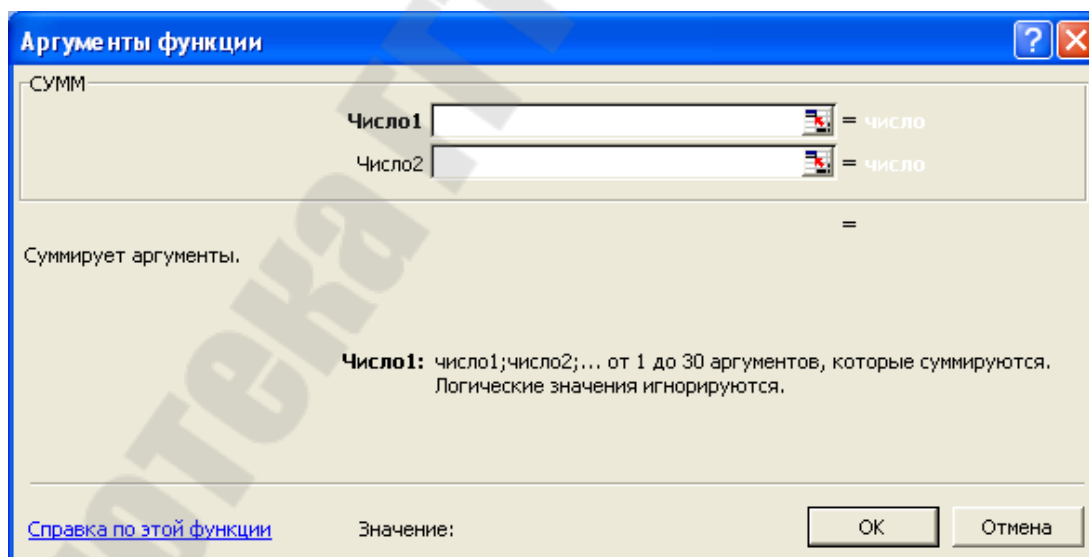 Аргументы функции
СУММ
Число1 = число
Число2 = число
=
Суммирует аргументы.
Число1: число1;число2;... от 1 до 30 аргументов, которые суммируются.
Логические значения игнорируются.
Справка по этой функции Значение: ОК Отмена